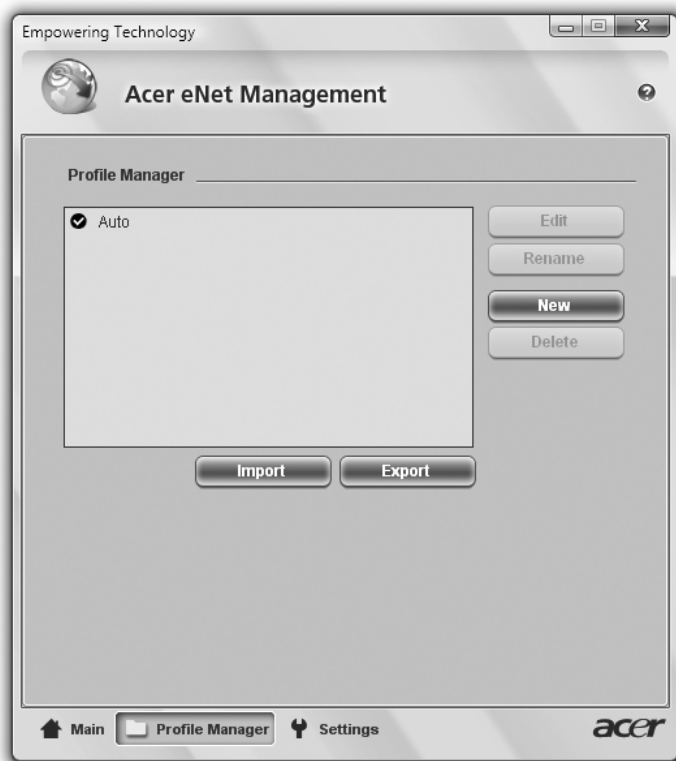 Empowering Technology
Acer eNet Management
Profile Manager
Auto
Edit
Rename
New
Delete
Import Export
Main Profile Manager Settings acer